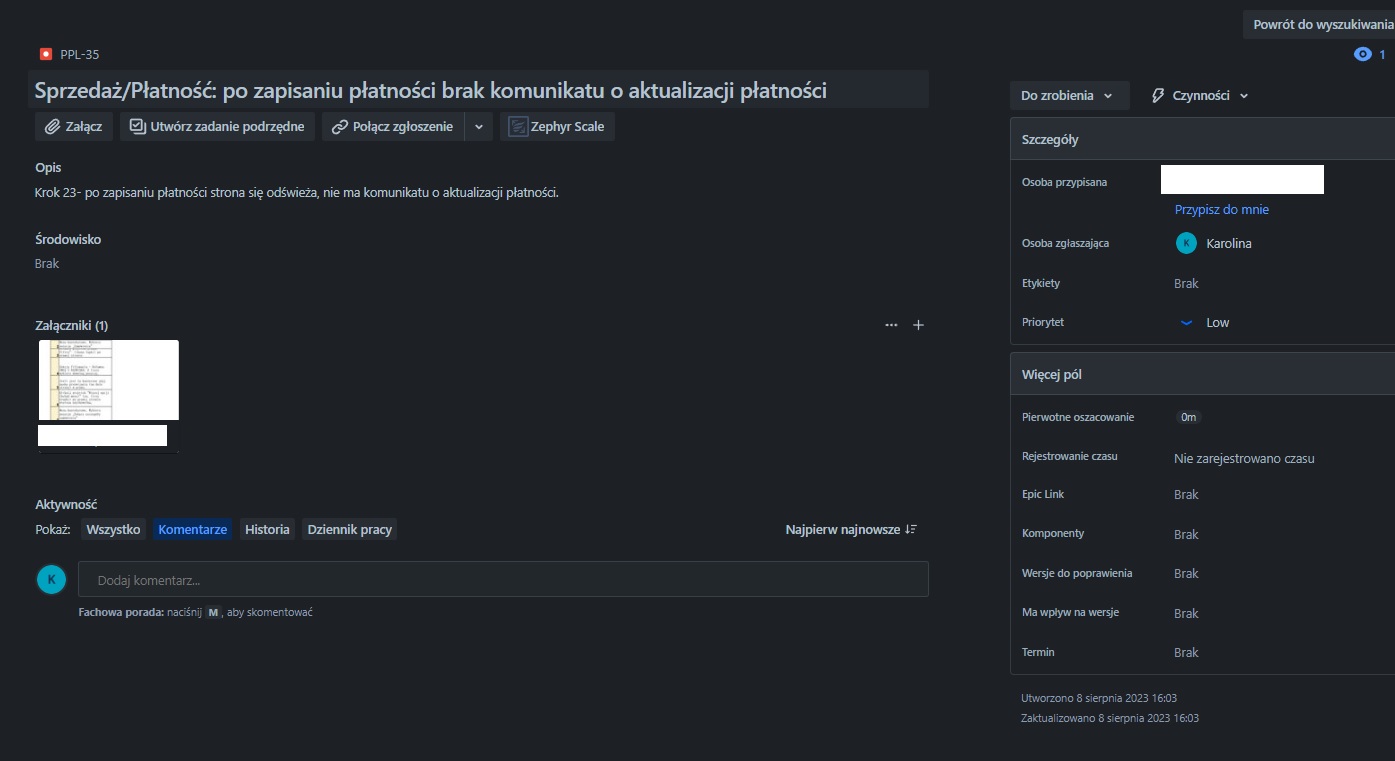 Powrót do wyszukiwania
PPL-35
1
Sprzedaż/Płatność: po zapisaniu płatności brak komunikatu o aktualizacji płatności
Do zrobienia
Czynności
Załącz
Utwórz zadanie podrzędne
Połącz zgłoszenie
Zephyr Scale
Opis
Krok 23- po zapisaniu płatności strona się odświeża, nie ma komunikatu o aktualizacji płatności.
Środowisko
Brak
Załączniki (1)
Aktywność
Pokaż: Wszystko Komentarze Historia Dziennik pracy
Najpierw najnowsze
K
Dodaj komentarz...
Fachowa porada: naciśnij M, aby skomentować
Szczegóły
Osoba przypisana
Przypisz do mnie
Osoba zgłaszająca K Karolina
Etykiety Brak
Priorytet Low
Więcej pól
Pierwotne oszacowanie 0m
Rejestrowanie czasu Nie zarejestrowano czasu
Epic Link Brak
Komponenty Brak
Wersje do poprawienia Brak
Ma wpływ na wersje Brak
Termin Brak
Utworzono 8 sierpnia 2023 16:03
Zaktualizowano 8 sierpnia 2023 16:03